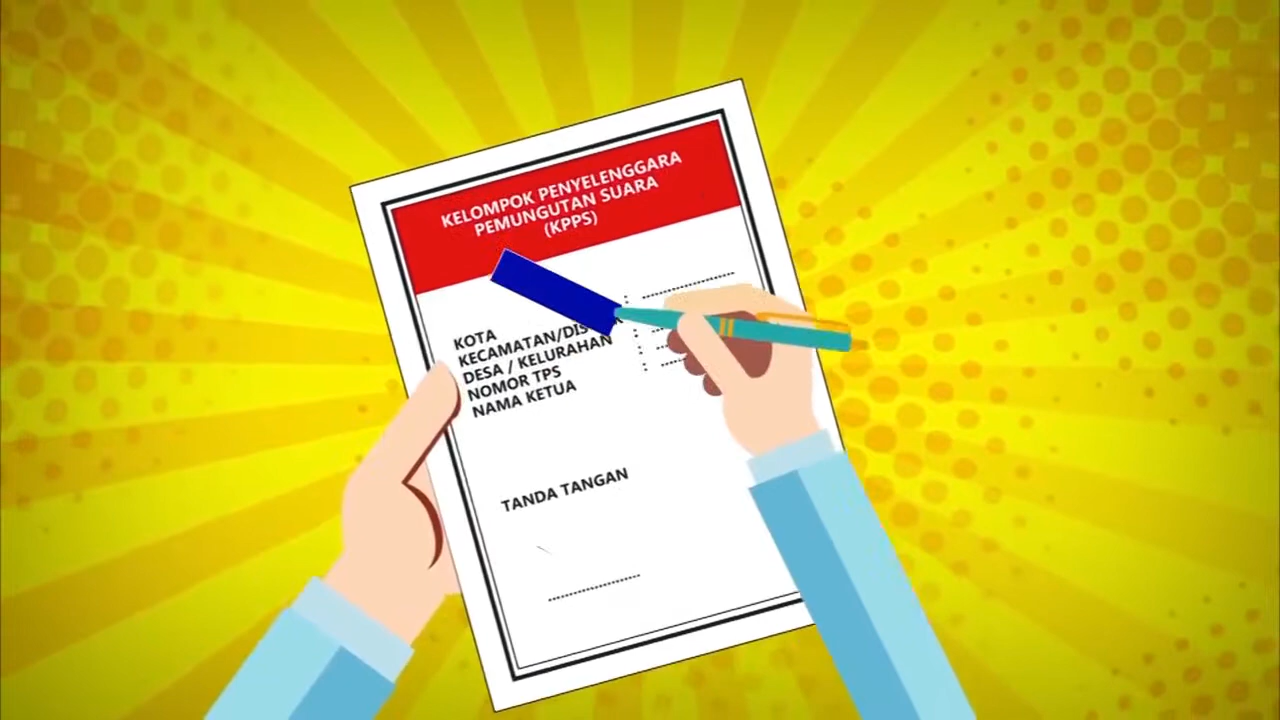 KELOMPOK PENYELENGGARA
PEMUNGUTAN SUARA
(KPPS)
KOTA
KECAMATAN/DIS
DESA / KELURAHAN
NOMOR TPS
NAMA KETUA
TANDA TANGAN